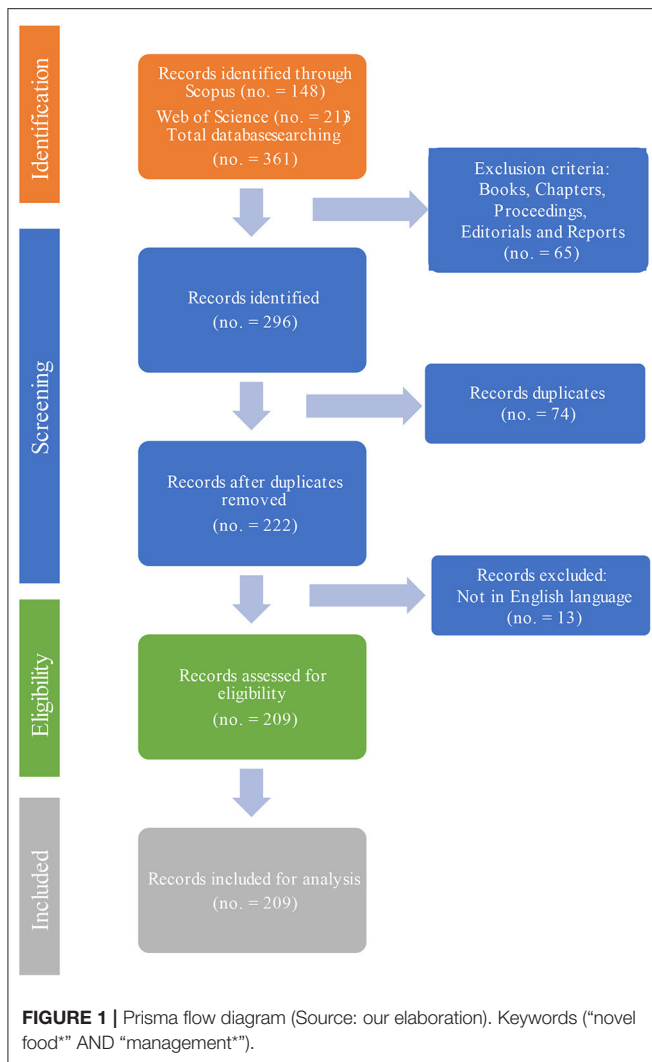 Identification
Records identified through
Scopus (no. = 148)
Web of Science (no. = 213)
Total databasesearching
(no. = 361)
Exclusion criteria:
Books, Chapters,
Proceedings,
Editorials and Reports
(no. = 65)
Screening
Records identified
(no. = 296)
Records duplicates
(no. = 74)
Records after duplicates
removed
(no. = 222)
Records excluded:
Not in English language
(no. = 13)
Eligibility
Records assessed for
eligibility
(no. = 209)
Included
Records included for analysis
(no. = 209)
FIGURE 1 | Prisma flow diagram (Source: our elaboration). Keywords (“novel
food*” AND “management*”).